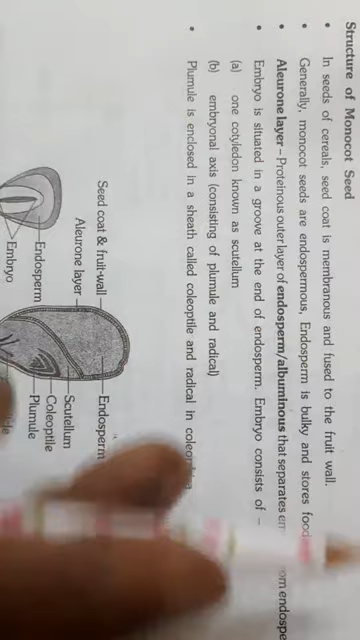 Structure of Monocot Seed
• In seeds of cereals, seed coat is membranous and fused to the fruit wall.
• Generally, monocot seeds are endospermous, Endosperm is bulky and stores food
• Aleurone layer – Proteinous outer layer of endosperm/albuminous that separates em om endospe
• Embryo is situated in a groove at the end of endosperm. Embryo consists of –
(a) one cotyledon known as scutellum
(b) embryonal axis (consisting of plumule and radical)
• Plumule is enclosed in a sheath called coleoptile and radical in coleo
Seed coat & fruit-wall
Endosperm
Aleurone layer
Scutellum
Coleoptile
Endosperm
Plumule
Embryo